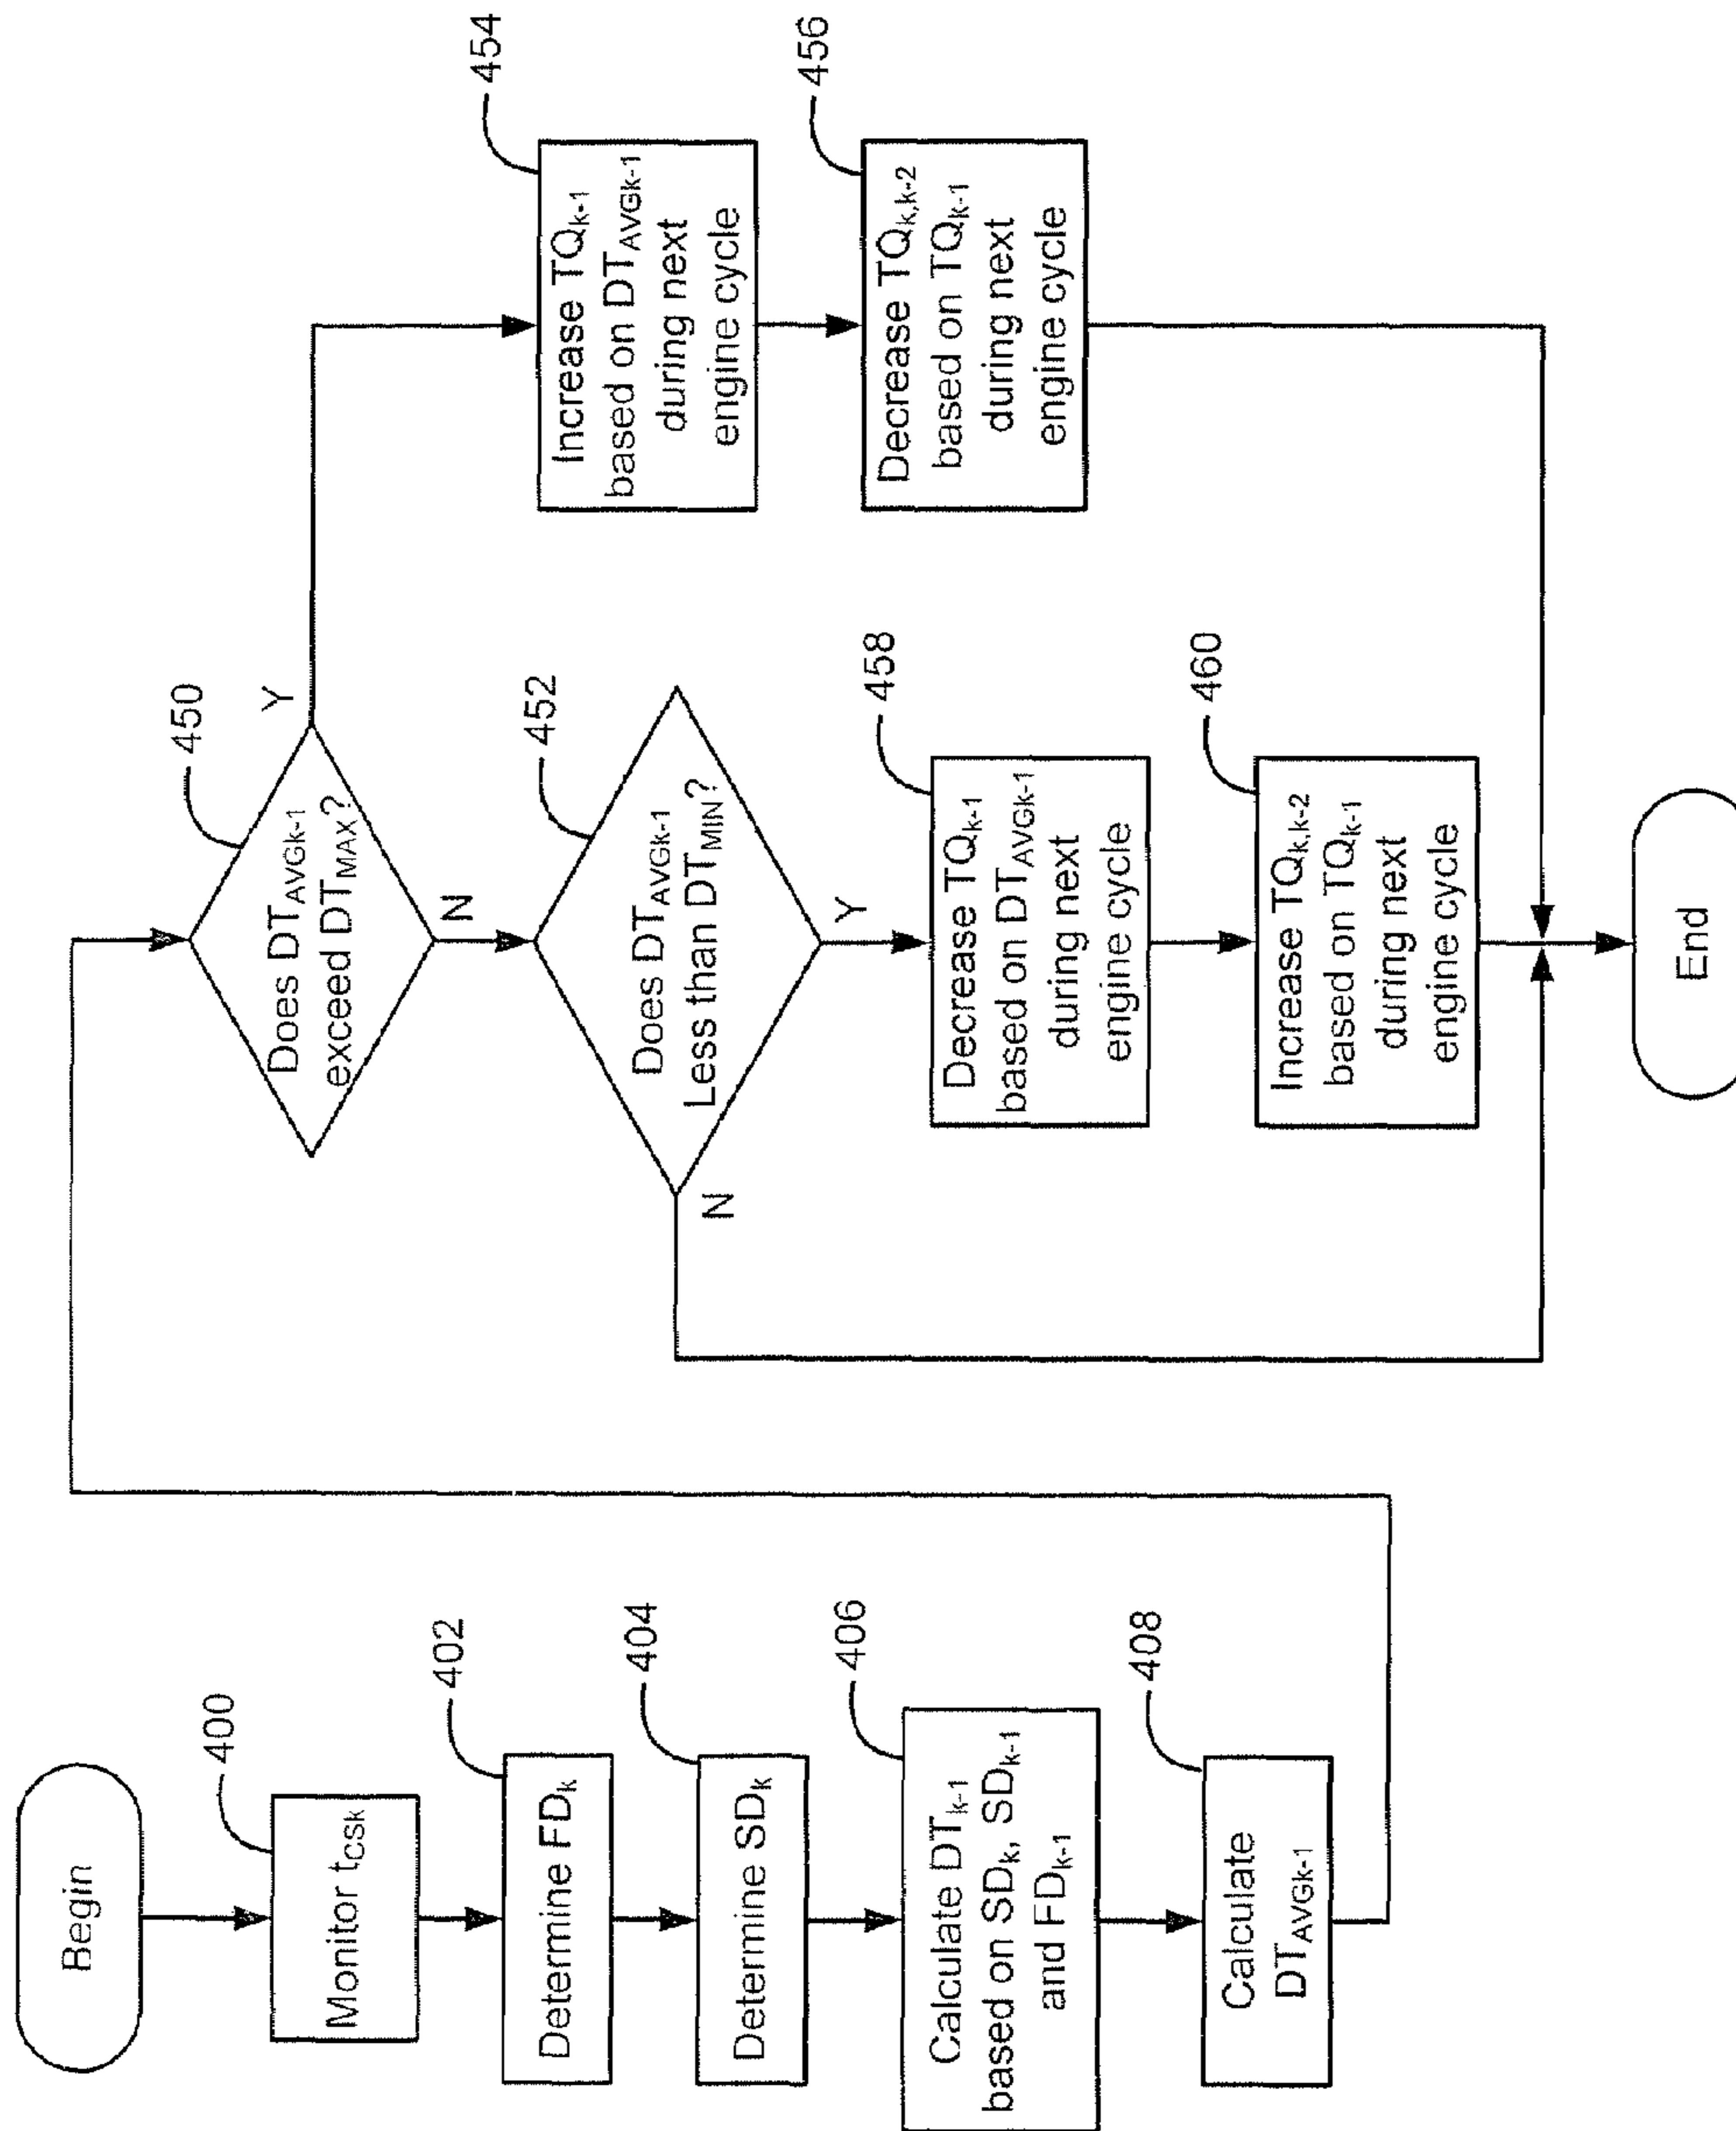 Begin
400
Monitor t_CSk
402
Determine FD_k
404
Determine SD_k
406
Calculate DT_k-1
based on SD_k, SD_k-1
and FD_k-1
408
Calculate
DT_AVGk-1
450
Does DT_AVGk-1
exceed DT_MAX?
Y
N
452
Does DT_AVGk-1
Less than DT_MIN?
N
Y
454
Increase TQ_k-1
based on DT_AVGk-1
during next
engine cycle
456
Decrease TQ_k,k-2
based on TQ_k-1
during next
engine cycle
458
Decrease TQ_k-1
based on DT_AVGk-1
during next
engine cycle
460
Increase TQ_k,k-2
based on TQ_k-1
during next
engine cycle
End